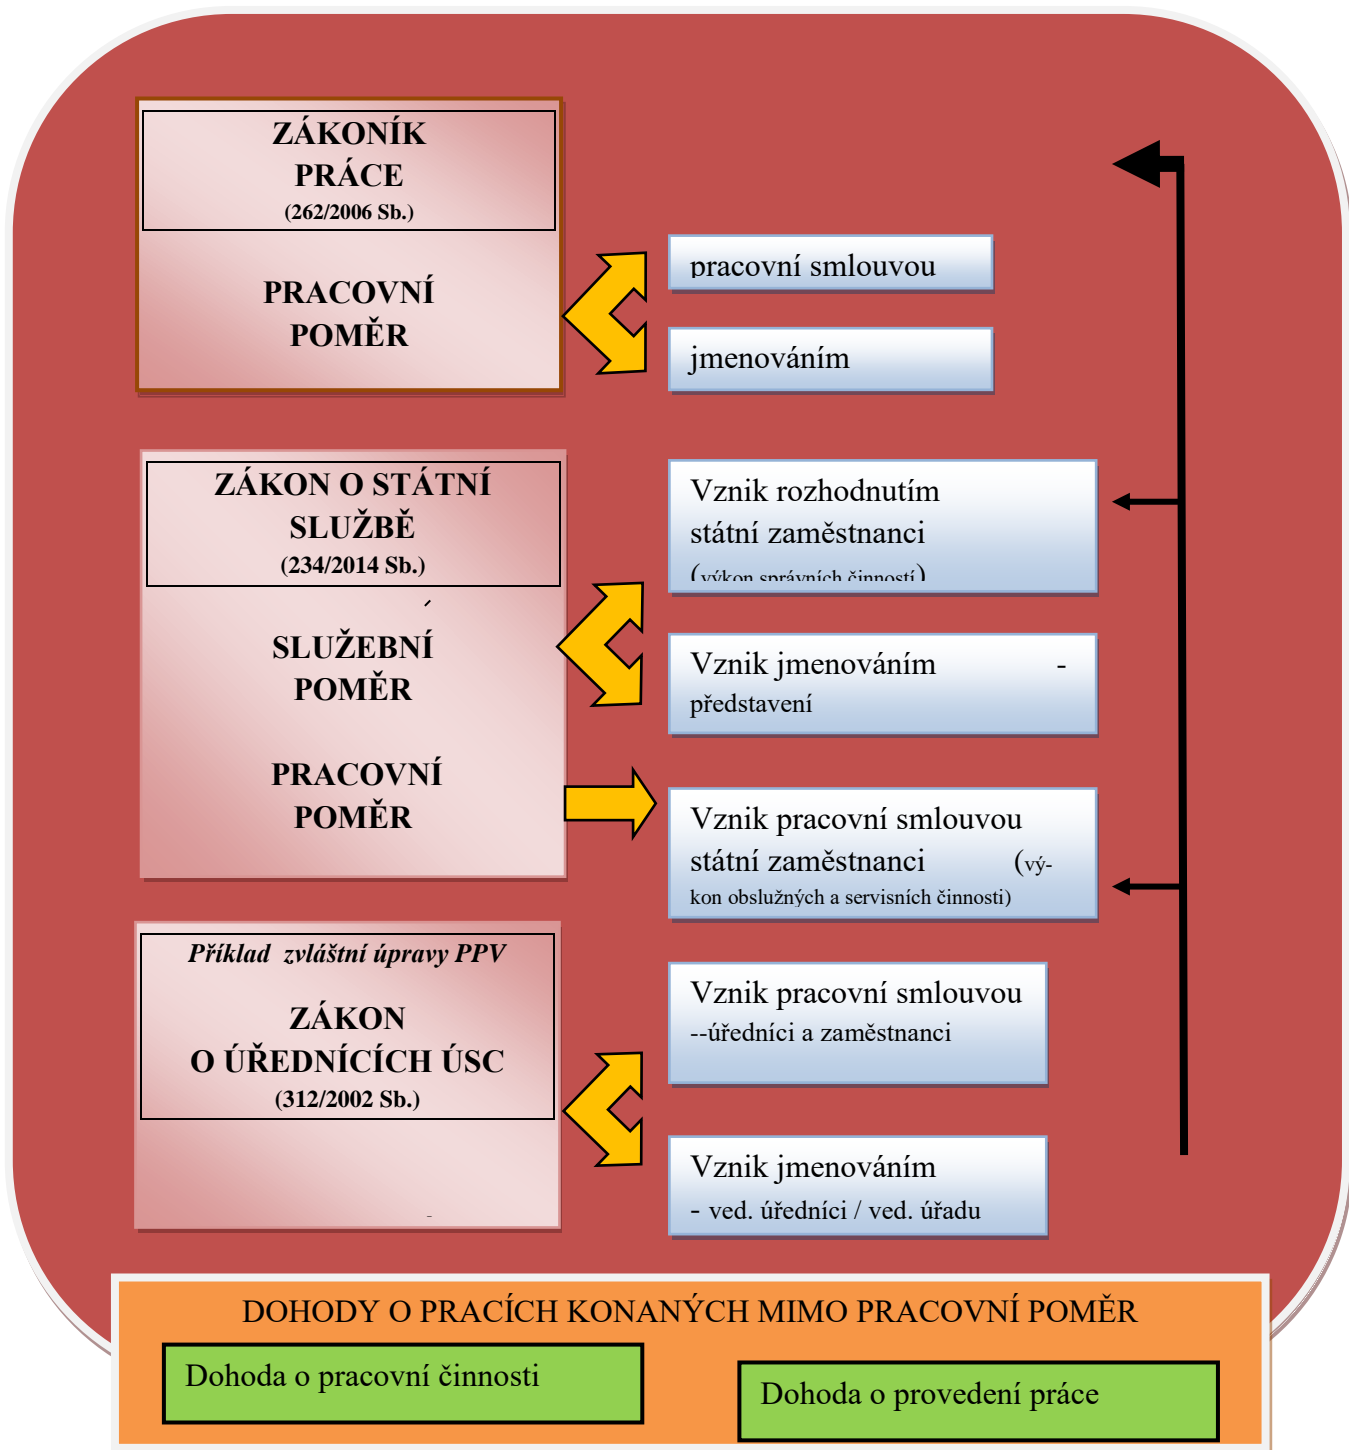 ZÁKONÍK
PRÁCE
(262/2006 Sb.)
PRACOVNÍ
POMĚR
pracovní smlouvou
jmenováním
ZÁKON O STÁTNÍ
SLUŽBĚ
(234/2014 Sb.)
SLUŽEBNÍ
POMĚR
PRACOVNÍ
POMĚR
Vznik rozhodnutím
státní zaměstnanci
(výkon správních činností)
Vznik jmenováním -
představení
Vznik pracovní smlouvou
státní zaměstnanci (vý-
kon obslužných a servisních činnosti)
Příklad zvláštní úpravy PPV
ZÁKON
O ÚŘEDNÍCÍCH ÚSC
(312/2002 Sb.)
Vznik pracovní smlouvou
--úředníci a zaměstnanci
Vznik jmenováním
- ved. úředníci / ved. úřadu
DOHODY O PRACÍCH KONANÝCH MIMO PRACOVNÍ POMĚR
Dohoda o pracovní činnosti
Dohoda o provedení práce